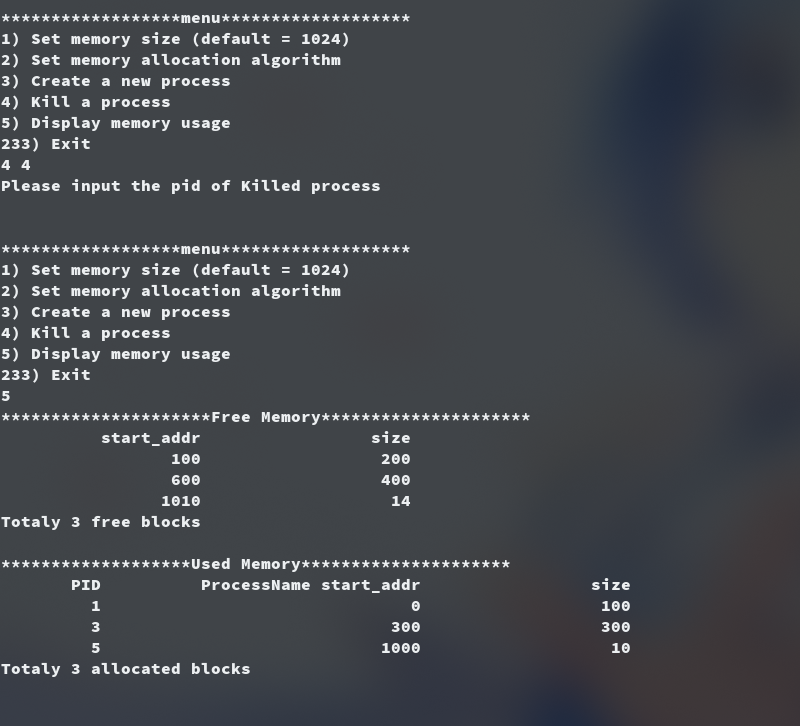 ******************menu*******************
1) Set memory size (default = 1024)
2) Set memory allocation algorithm
3) Create a new process
4) Kill a process
5) Display memory usage
233) Exit
4 4
Please input the pid of Killed process
******************menu*******************
1) Set memory size (default = 1024)
2) Set memory allocation algorithm
3) Create a new process
4) Kill a process
5) Display memory usage
233) Exit
5
*********************Free Memory*********************
start_addr size
100 200
600 400
1010 14
Totaly 3 free blocks
*******************Used Memory*********************
PID ProcessName start_addr size
1 0 100
3 300 300
5 1000 10
Totaly 3 allocated blocks